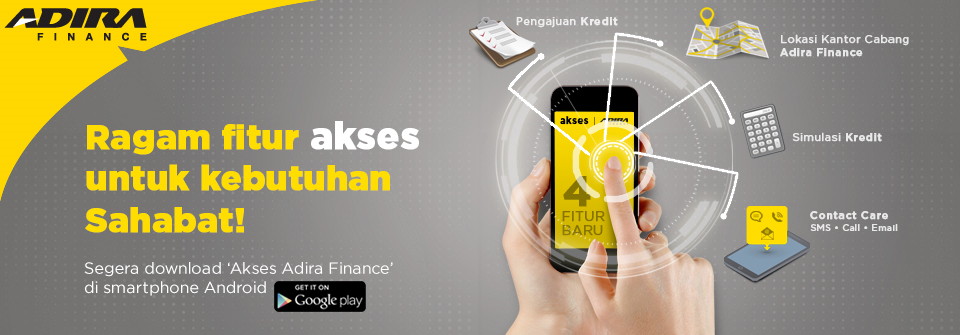 ADIRA
FINANCE
Ragam fitur akses
untuk kebutuhan
Sahabat!
Segera download ‘Akses Adira Finance’
di smartphone Android
GET IT ON
Google play
Pengajuan Kredit
Lokasi Kantor Cabang
Adira Finance
Simulasi Kredit
Contact Care
SMS • Call • Email
akses | ADIRA
4
FITUR
BARU